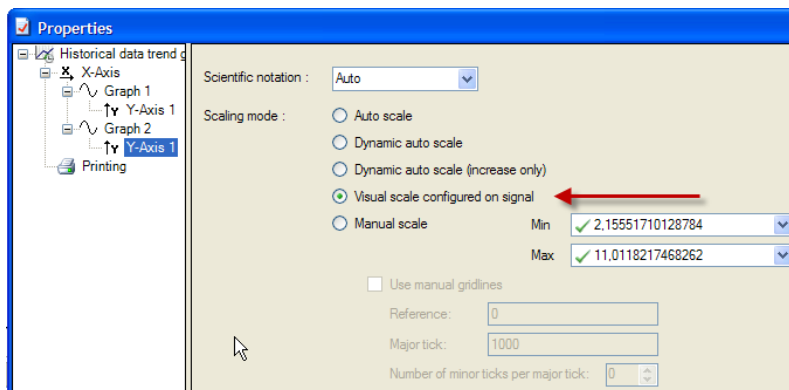 Properties
Historical data trend g
X-Axis
Graph 1
Y-Axis 1
Graph 2
Y-Axis 1
Printing
Scientific notation : Auto
Scaling mode : Auto scale
Dynamic auto scale
Dynamic auto scale (increase only)
Visual scale configured on signal
Manual scale Min 2,15551710128784
Max 11,0118217468262
Use manual gridlines
Reference: 0
Major tick: 1000
Number of minor ticks per major tick: 0